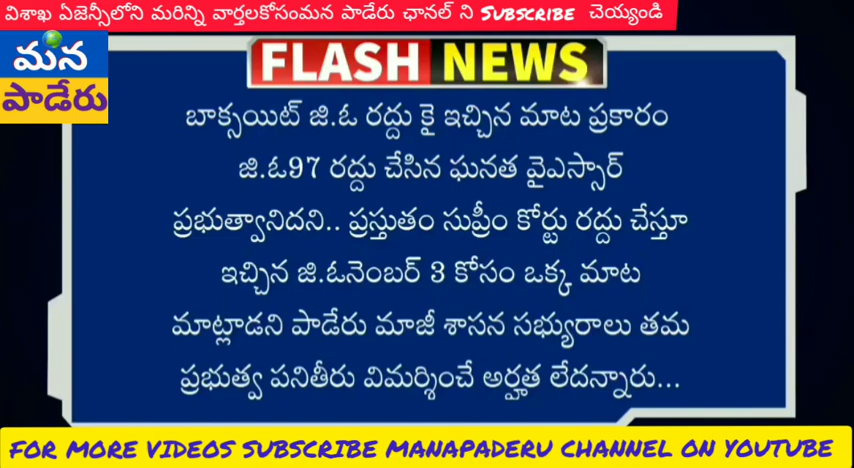 విశాఖ ఏజెన్సీలోని మరిన్ని వార్తలకోసంమన పాడేరు ఛానల్ ని SUBSCRIBE చెయ్యండి
మన
పాడేరు
FLASH NEWS
బాక్సయిట్ జి.ఓ రద్దు కై ఇచ్చిన మాట ప్రకారం
జి.ఓ97 రద్దు చేసిన ఘనత వైఎస్సార్
ప్రభుత్వానిదని.. ప్రస్తుతం సుప్రీం కోర్టు రద్దు చేస్తూ
ఇచ్చిన జి.ఓనెంబర్ 3 కోసం ఒక్క మాట
మాట్లాడని పాడేరు మాజీ శాసన సభ్యురాలు తమ
ప్రభుత్వ పనితీరు విమర్శించే అర్హత లేదన్నారు...
FOR MORE VIDEOS SUBSCRIBE MANAPADERU CHANNEL ON YOUTUBE